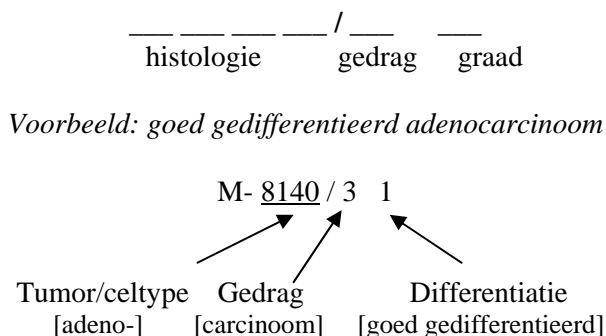 ___ ___ ___ ___ / ___ ___
histologie gedrag graad
Voorbeeld: goed gedifferentieerd adenocarcinoom
M- 8140 / 3 1
Tumor/celtype Gedrag Differentiatie
[adeno-] [carcinoom] [goed gedifferentieerd]